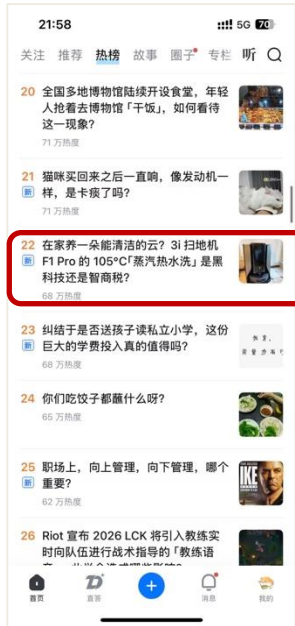 21:58
5G 70
关注 推荐 热榜 故事 圈子 专栏 听
20 全国多地博物馆陆续开设食堂，年轻
人抢着去博物馆「干饭」，如何看待
这一现象？
71 万热度
21 猫咪买回来之后一直响，像发动机一
新 样，是卡痰了吗？
71 万热度
22 在家养一朵能清洁的云？3i 扫地机
新 F1 Pro 的 105°C「蒸汽热水洗」是黑
科技还是智商税？
68 万热度
23 纠结于是否送孩子读私立小学，这份
新 巨大的学费投入真的值得吗？
68 万热度
24 你们吃饺子都蘸什么呀？
65 万热度
25 职场上，向上管理，向下管理，哪个
新 重要？
62 万热度
IKE
26 Riot 宣布 2026 LCK 将引入教练实
时向队伍进行战术指导的「教练语
首页 直答 消息 我的